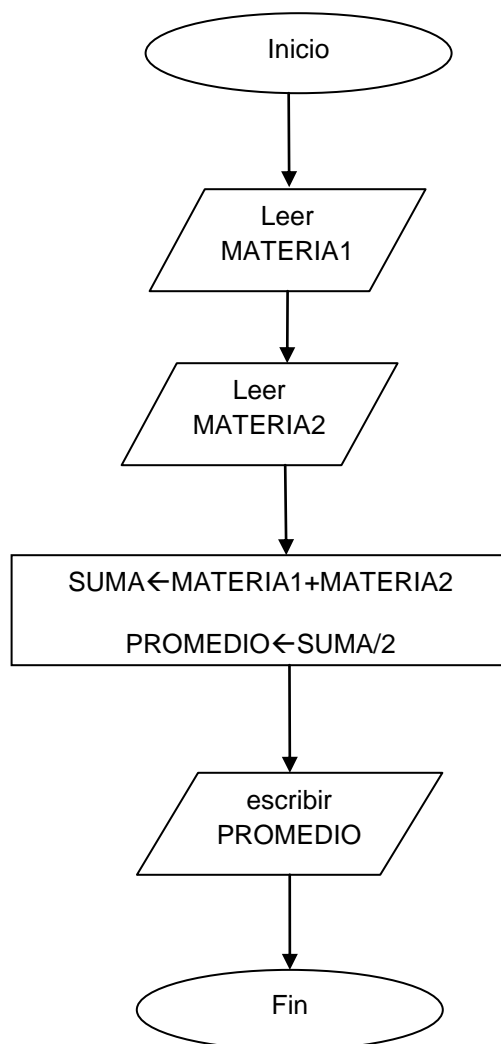 Inicio
Leer
MATERIA1
Leer
MATERIA2
SUMA←MATERIA1+MATERIA2
PROMEDIO←SUMA/2
escribir
PROMEDIO
Fin